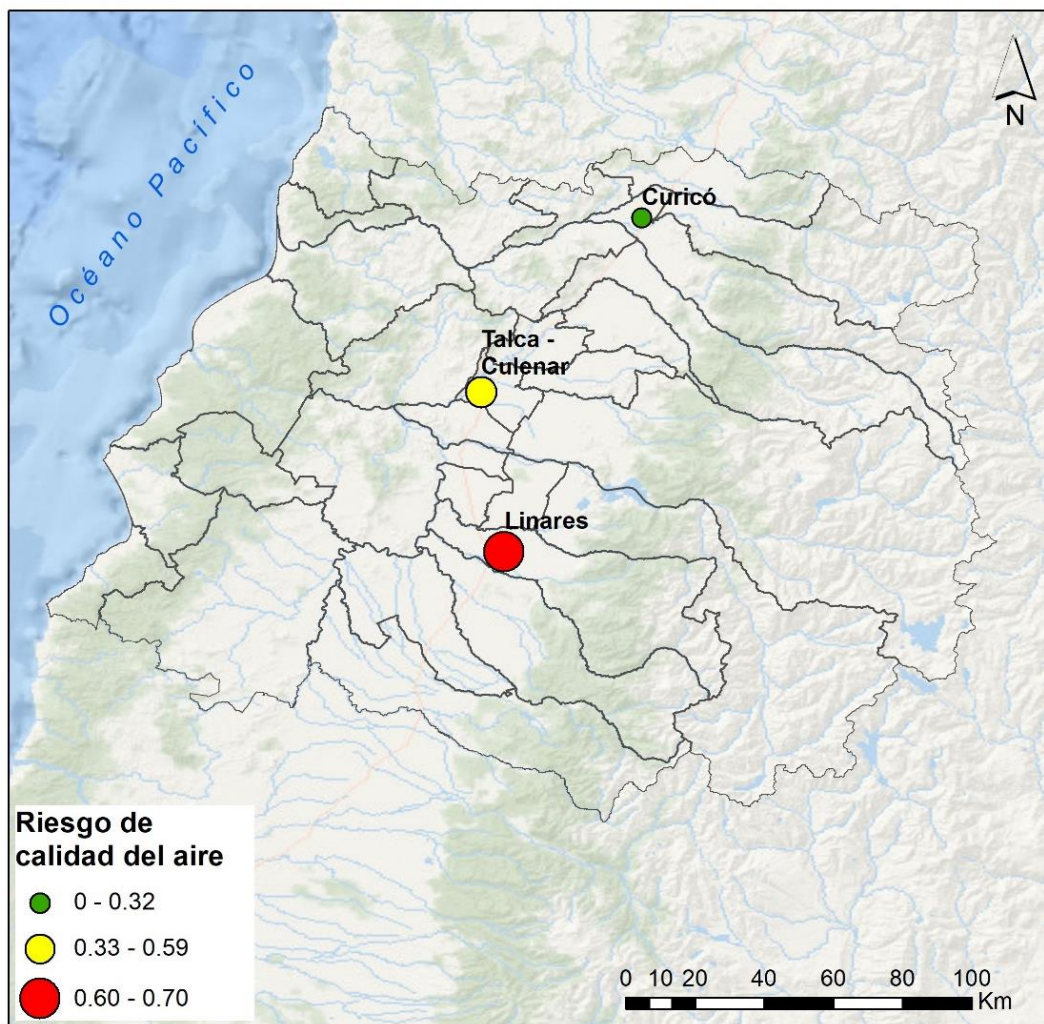 Océano Pacífico
N
Curicó
Talca -
Culenar
Linares
Riesgo de
calidad del aire
0 - 0.32
0.33 - 0.59
0.60 - 0.70
0 10 20 40 60 80 100
Km